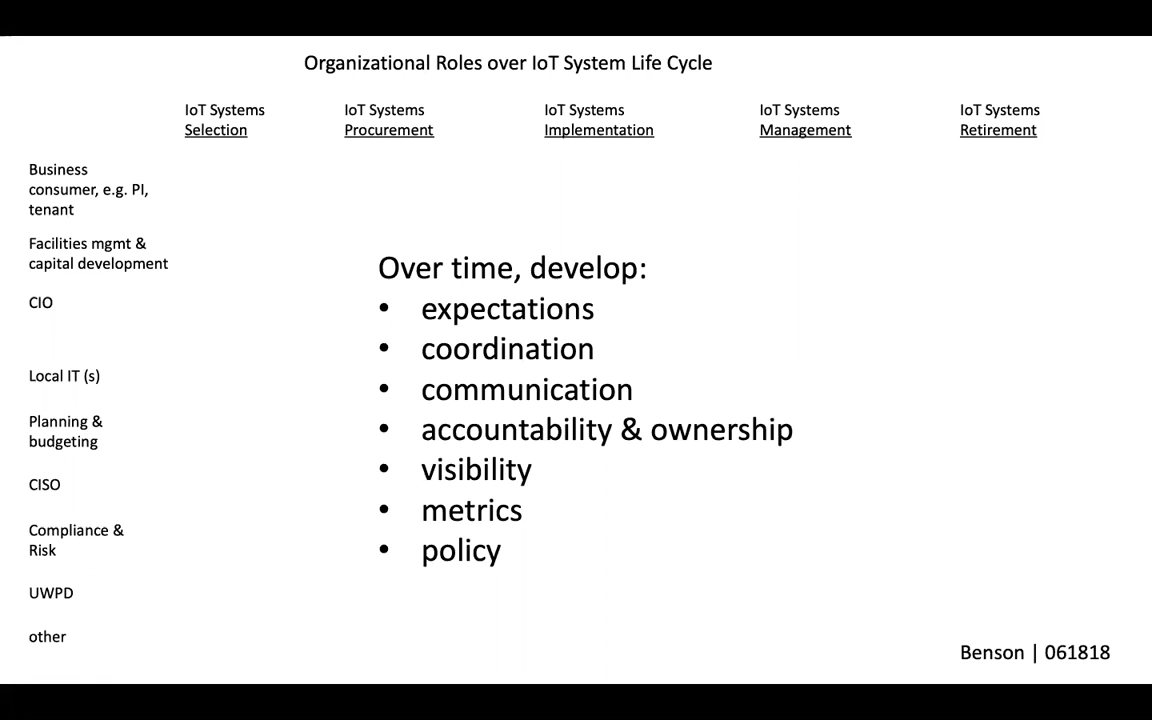 Organizational Roles over IoT System Life Cycle
IoT Systems
Selection
IoT Systems
Procurement
IoT Systems
Implementation
IoT Systems
Management
IoT Systems
Retirement
Business
consumer, e.g. PI,
tenant
Facilities mgmt &
capital development
CIO
Local IT (s)
Planning &
budgeting
CISO
Compliance &
Risk
UWPD
other
Over time, develop:
• expectations
• coordination
• communication
• accountability & ownership
• visibility
• metrics
• policy
Benson | 061818